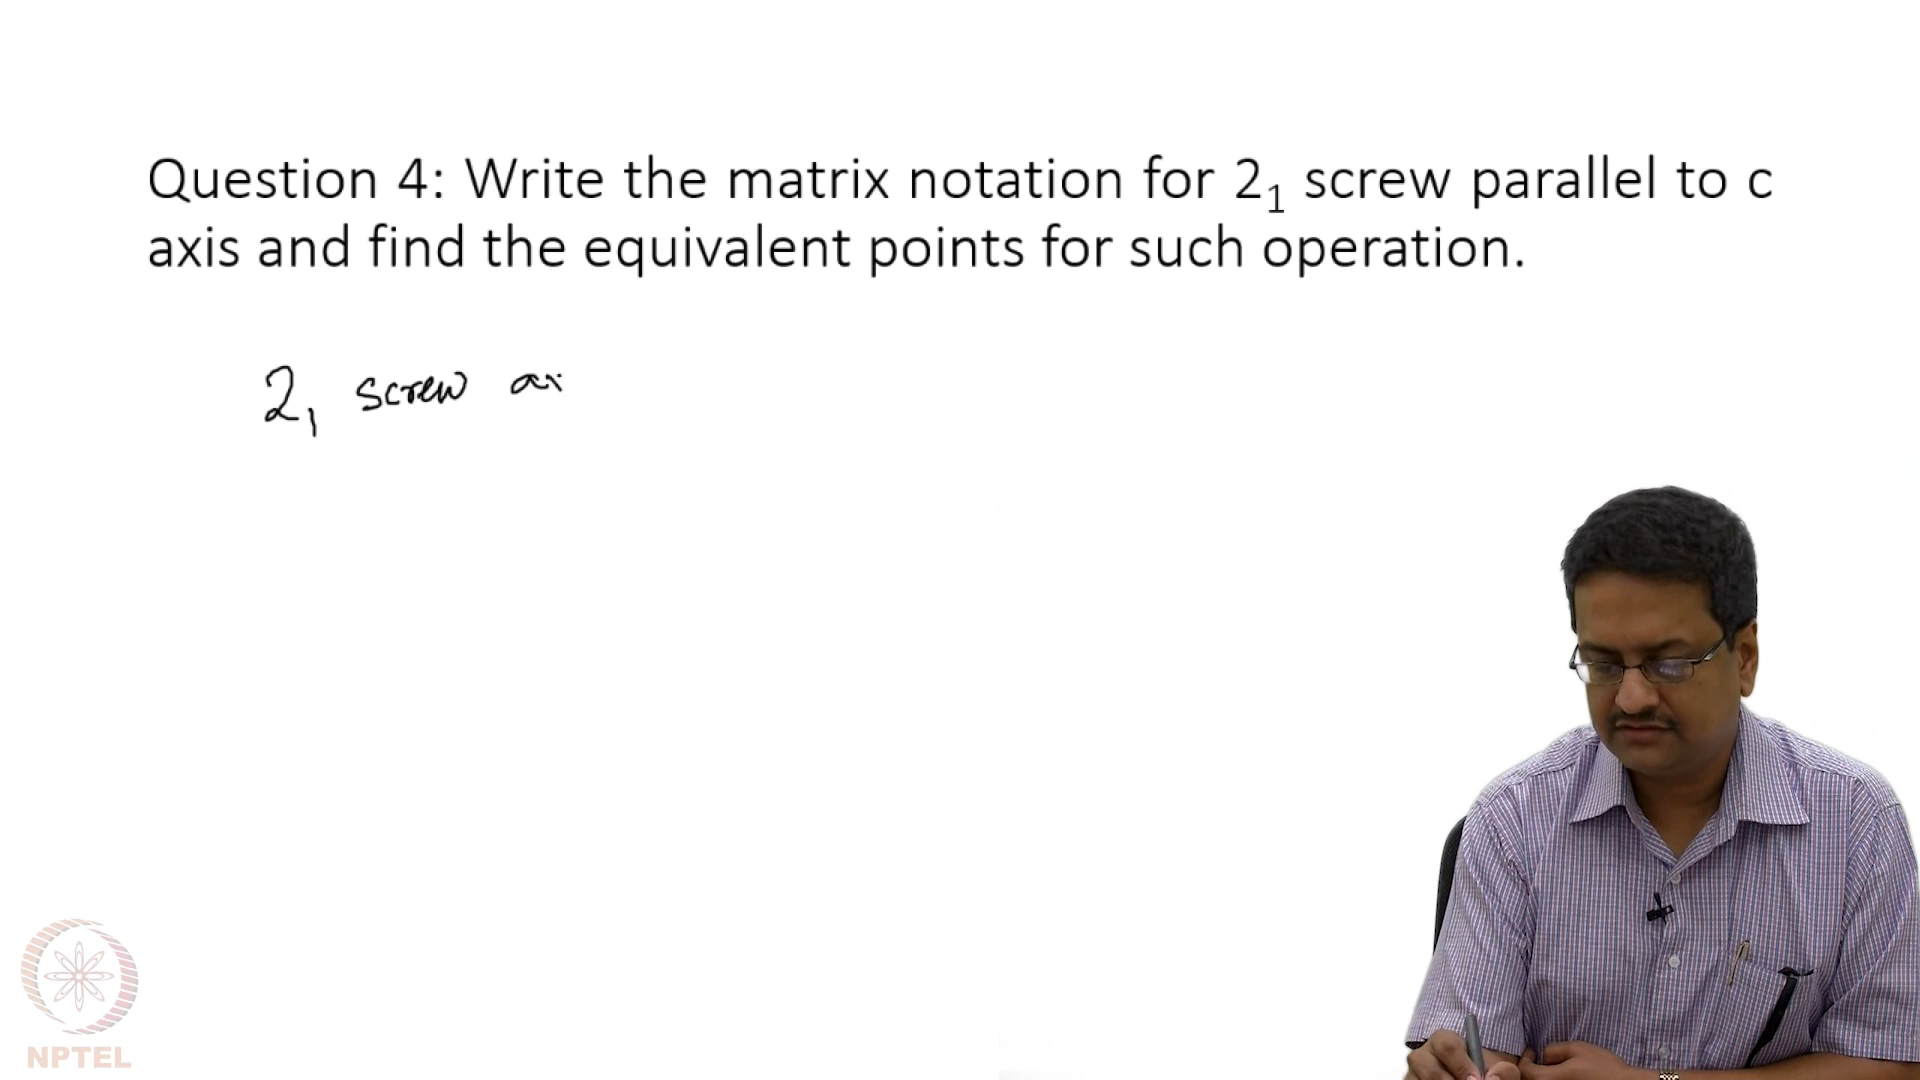 Question 4: Write the matrix notation for 2₁ screw parallel to c
axis and find the equivalent points for such operation.
2₁ screw ax
NPTEL